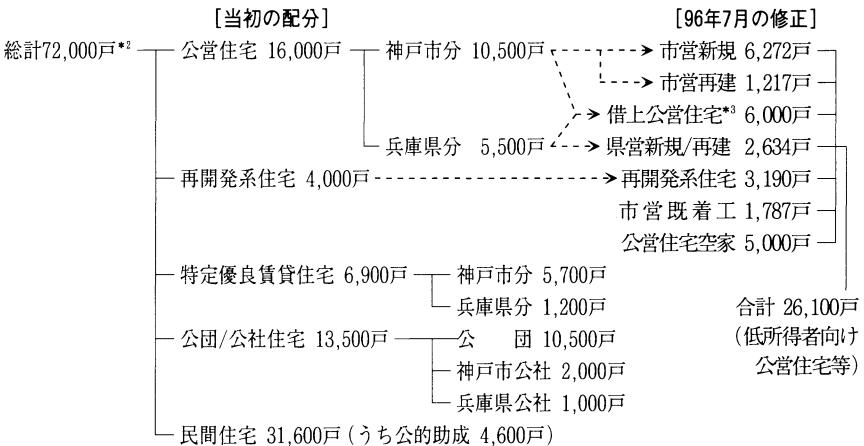 [当初の配分] [96年7月の修正]
総計72,000戸*2 公営住宅 16,000戸 神戸市分 10,500戸 市営新規 6,272戸
市営再建 1,217戸
借上公営住宅*3 6,000戸
兵庫県分 5,500戸 県営新規/再建 2,634戸
再開発系住宅 4,000戸 再開発系住宅 3,190戸
市営既着工 1,787戸
公営住宅空家 5,000戸
特定優良賃貸住宅 6,900戸 神戸市分 5,700戸
兵庫県分 1,200戸 合計 26,100戸
公団/公社住宅 13,500戸 公 団 10,500戸 (低所得者向け
神戸市公社 2,000戸 公営住宅等)
兵庫県公社 1,000戸
民間住宅 31,600戸(うち公的助成 4,600戸)